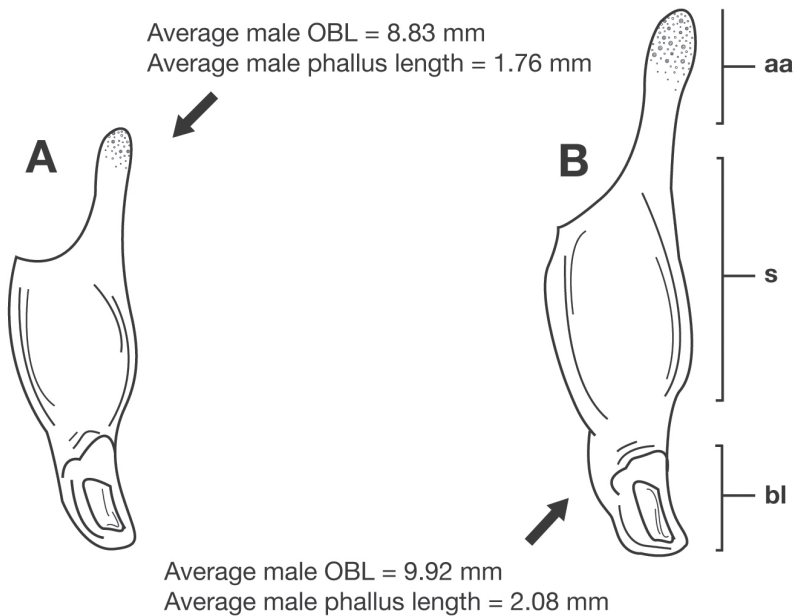 Average male OBL = 8.83 mm
Average male phallus length = 1.76 mm
aa
A
B
s
bl
Average male OBL = 9.92 mm
Average male phallus length = 2.08 mm